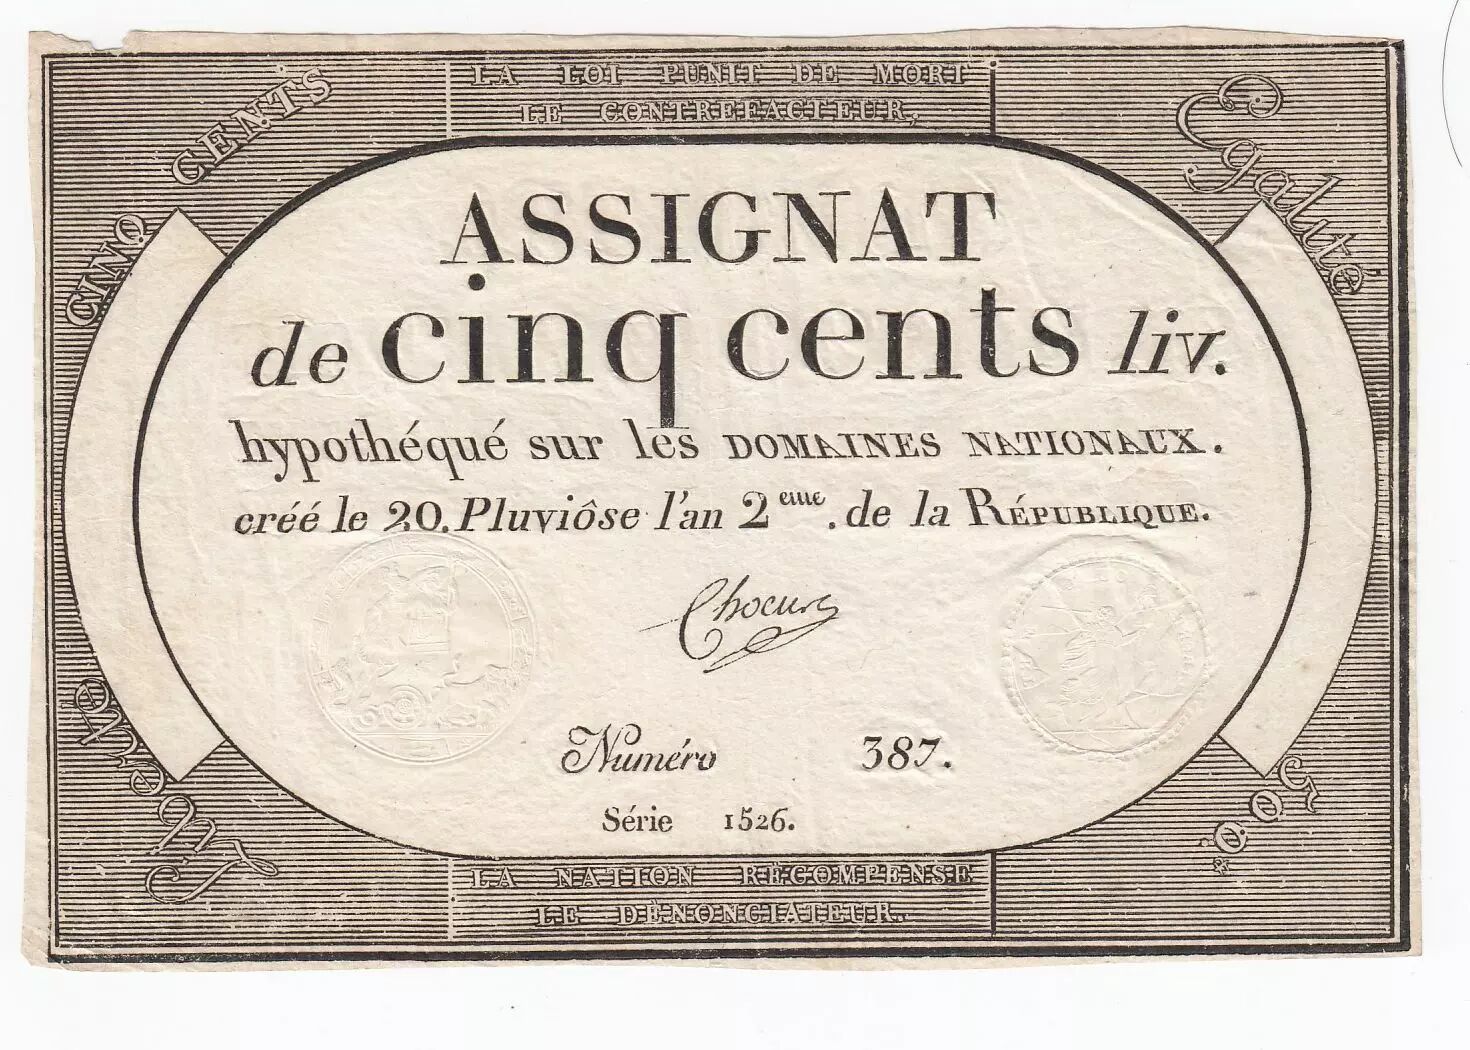 LA LOI PUNIT DE MORT
LE CONTREFACTEUR,
CINQ CENTS
Egalité
ASSIGNAT
de cinq cents liv.
hypothéqué sur les DOMAINES NATIONAUX.
créé le 20. Pluviôse l'an 2eme. de la RÉPUBLIQUE.
Numéro 387.
Série 1526.
Liberté
500.
LA NATION RÉCOMPENSE
LE DÉNONCIATEUR.